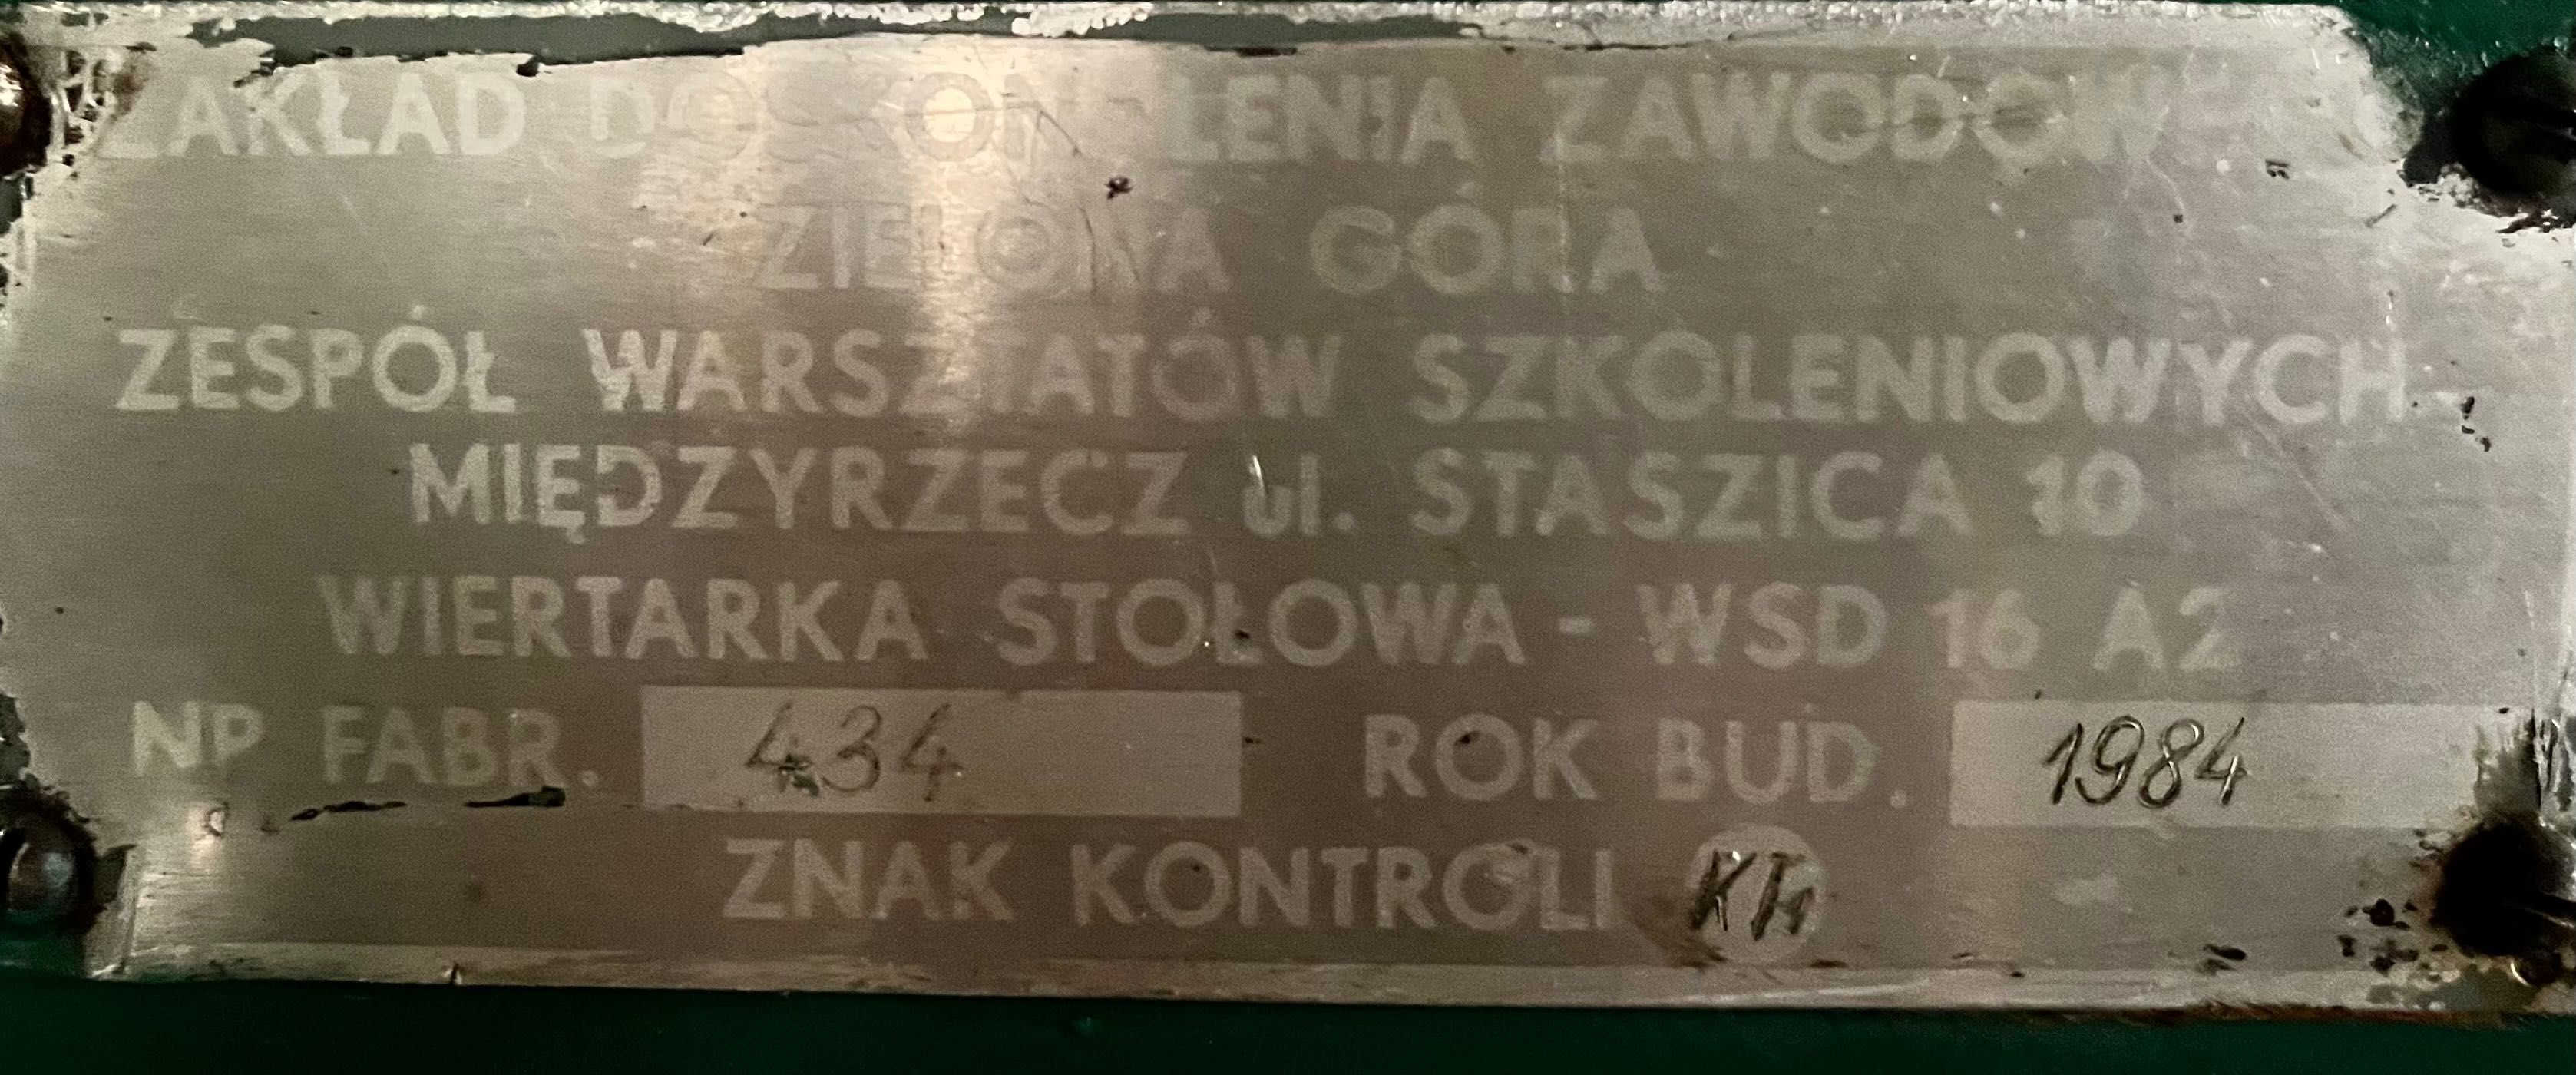 ZAKŁAD DOSKONALENIA ZAWODOWEGO
ZIELONA GÓRA
ZESPÓŁ WARSZTATÓW SZKOLENIOWYCH
MIĘDZYRZECZ ul. STASZICA 10
WIERTARKA STOŁOWA - WSD 16 A2
NR FABR. 434 ROK BUD. 1984
ZNAK KONTROLI